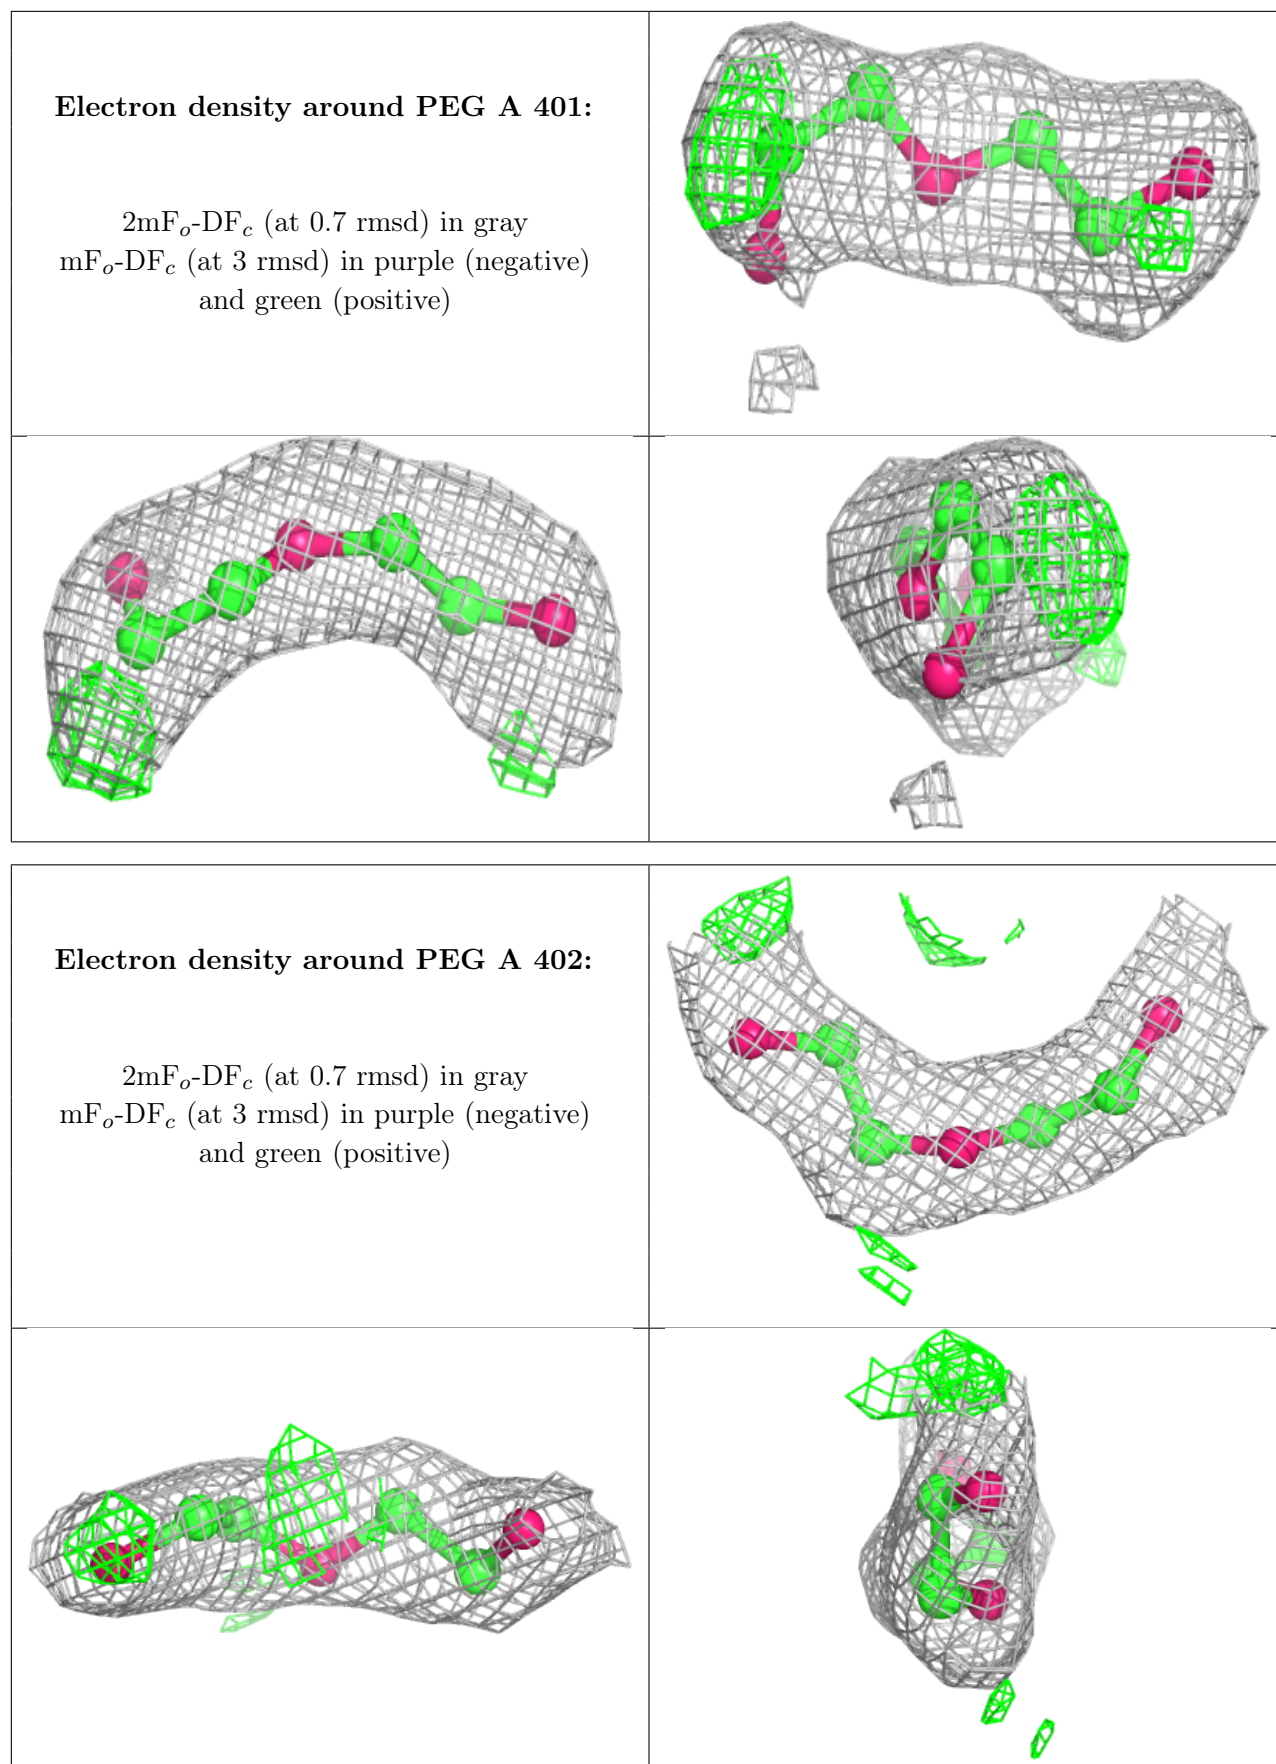 Electron density around PEG A 401:
2mFₒ-DF𝑐 (at 0.7 rmsd) in gray
mFₒ-DF𝑐 (at 3 rmsd) in purple (negative)
and green (positive)
Electron density around PEG A 402:
2mFₒ-DF𝑐 (at 0.7 rmsd) in gray
mFₒ-DF𝑐 (at 3 rmsd) in purple (negative)
and green (positive)